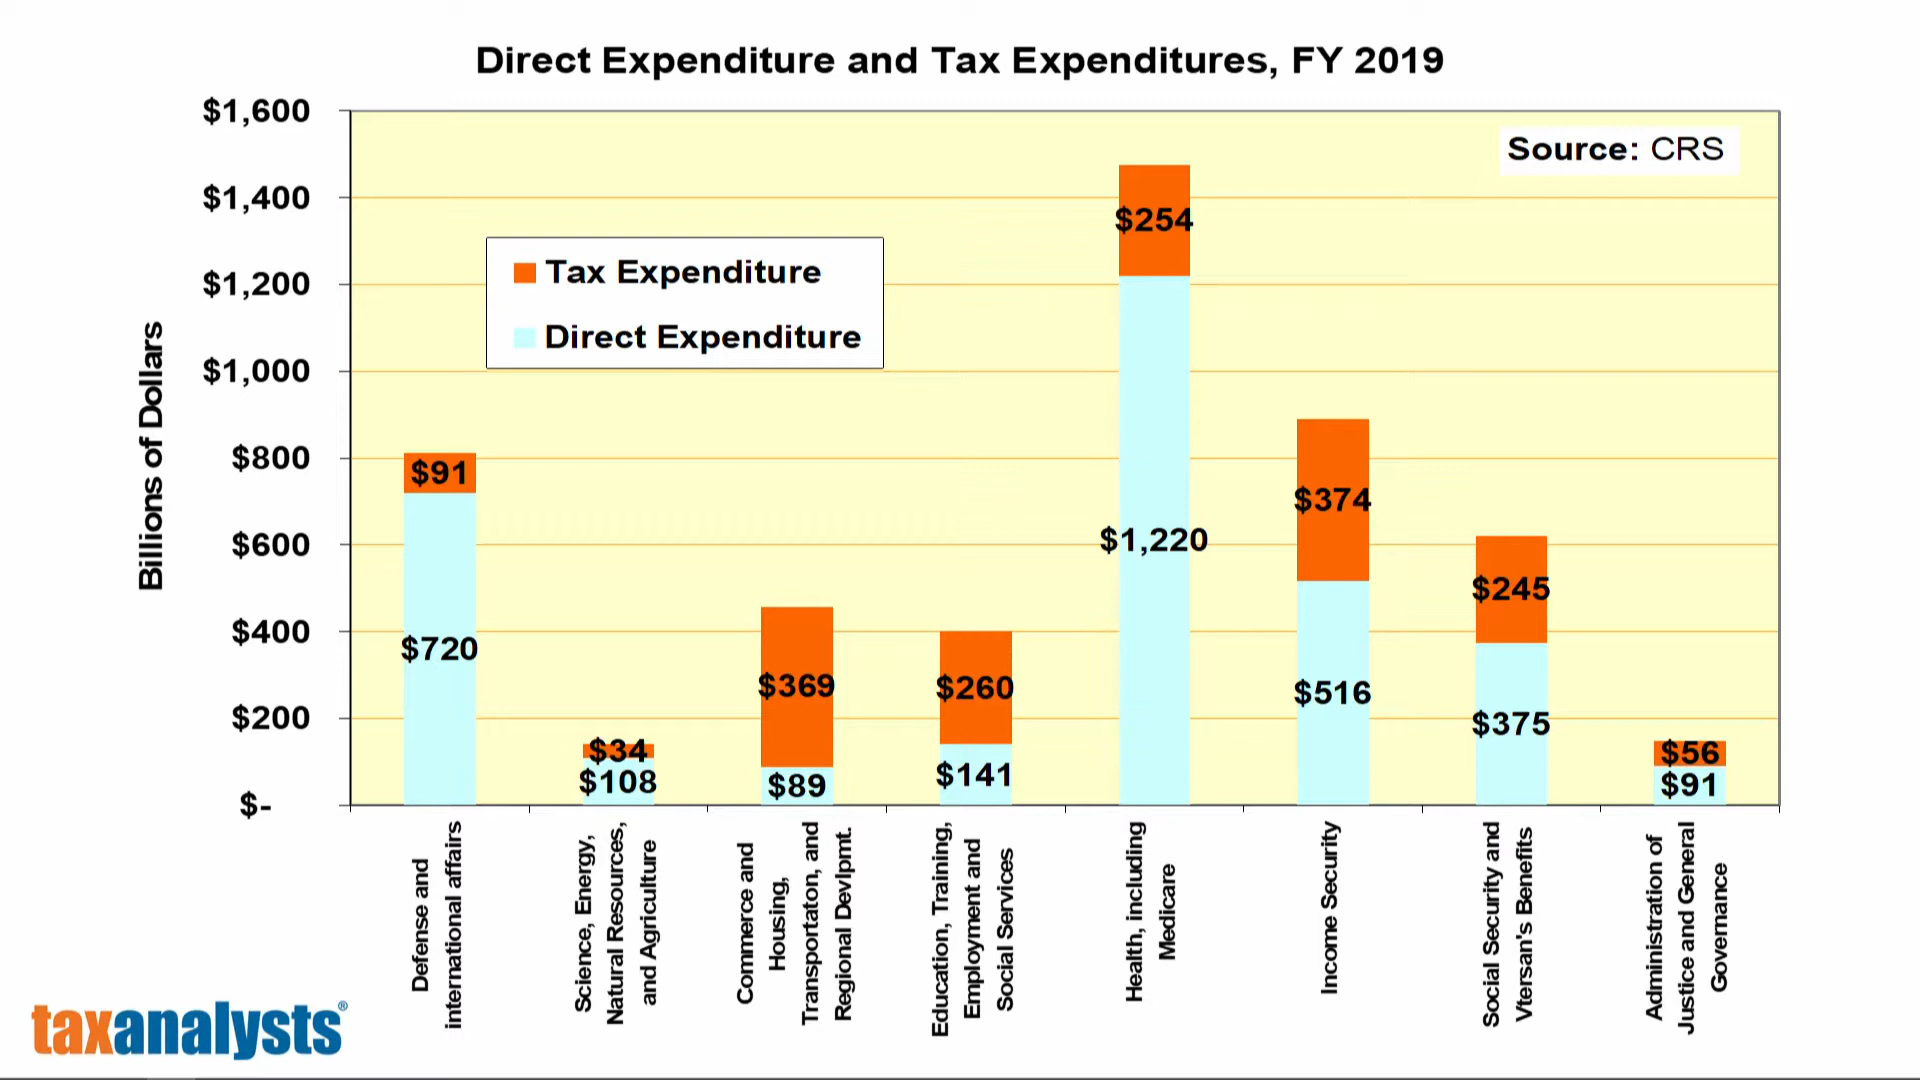 Direct Expenditure and Tax Expenditures, FY 2019
Source: CRS
Tax Expenditure
Direct Expenditure
Billions of Dollars
$1,600
$1,400
$1,200
$1,000
$800
$600
$400
$200
$-
$91
$720
$34
$108
$369
$89
$260
$141
$254
$1,220
$374
$516
$245
$375
$56
$91
Defense and
international affairs
Science, Energy,
Natural Resources,
and Agriculture
Commerce and
Housing,
Transportaton, and
Regional Devlpmt.
Education, Training,
Employment and
Social Services
Health, including
Medicare
Income Security
Social Security and
Vtersan's Benefits
Administration of
Justice and General
Governance
taxanalysts®